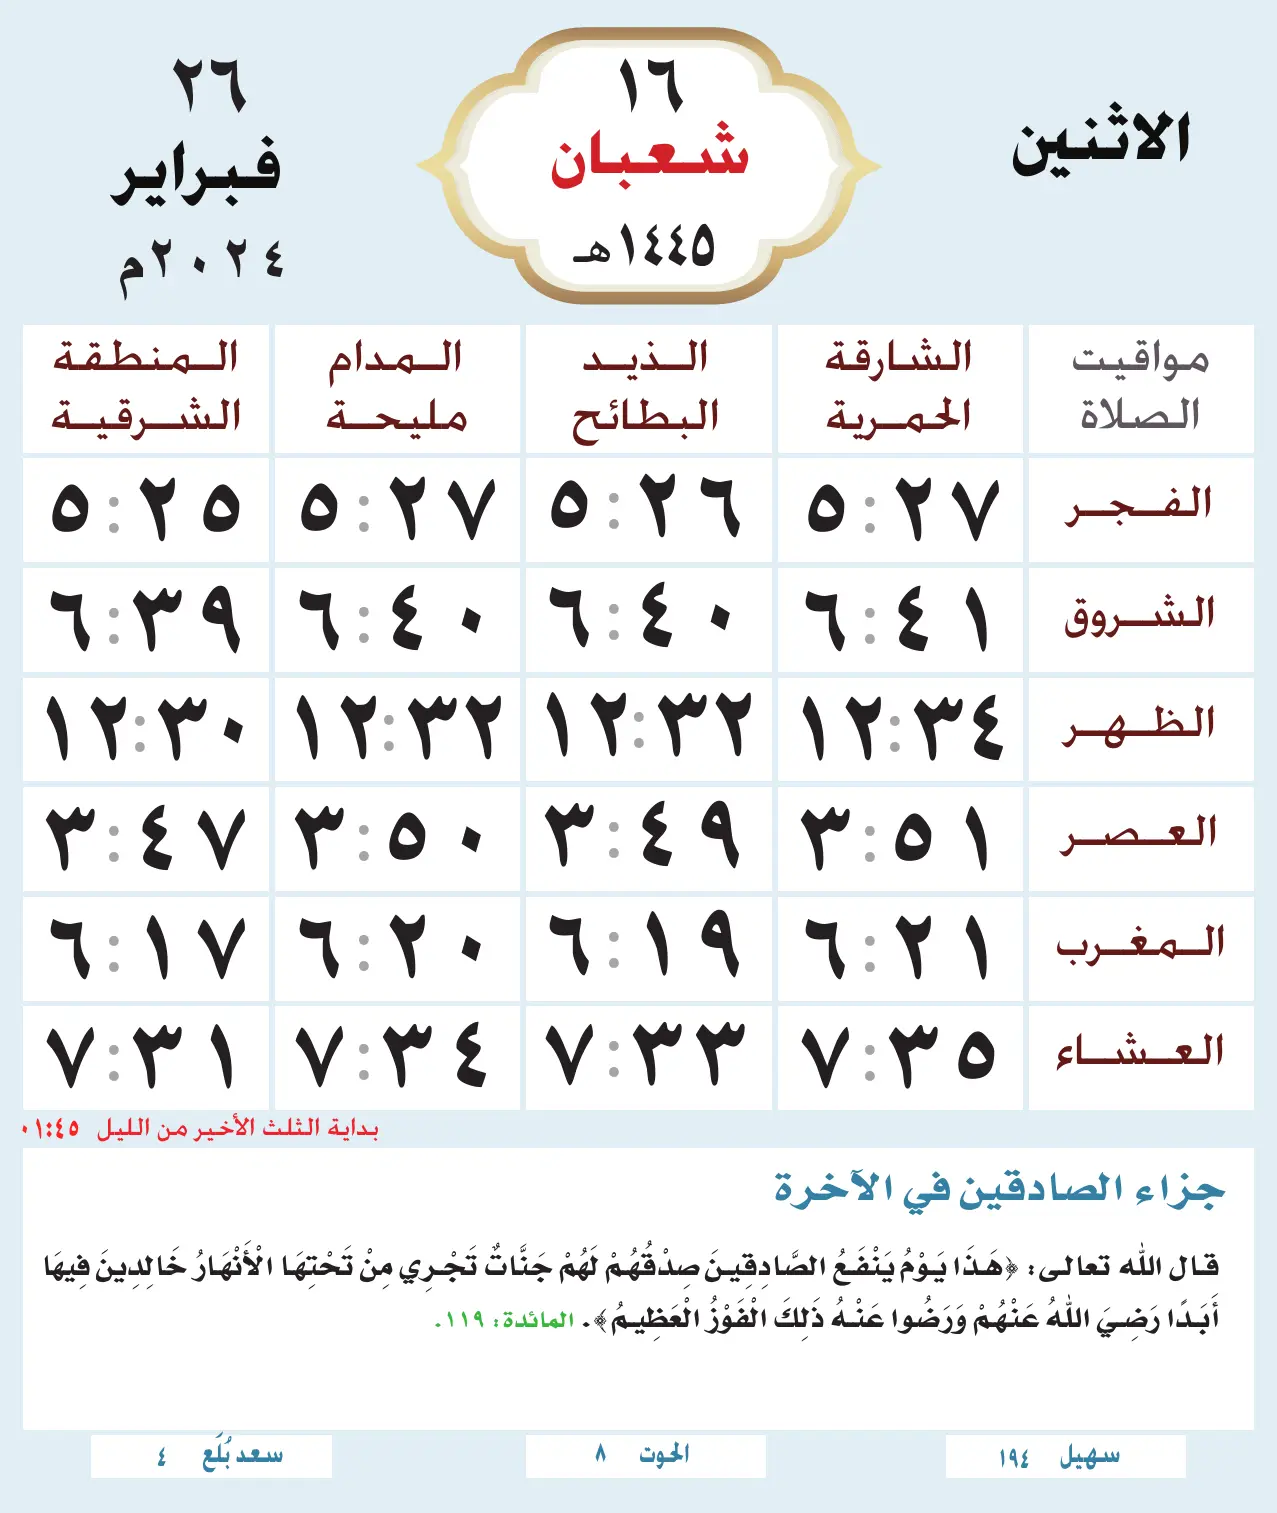 الاثنين
١٦
شعبان
١٤٤٥هـ
٢٦
فبراير
٢٠٢٤م
مواقيت الصلاة
الشارقة الحمرية
الذيد البطائح
المدام مليحة
المنطقة الشرقية
الفجر ٥:٢٧ ٥:٢٦ ٥:٢٧ ٥:٢٥
الشروق ٦:٤١ ٦:٤٠ ٦:٤٠ ٦:٣٩
الظهر ١٢:٣٤ ١٢:٣٢ ١٢:٣٢ ١٢:٣٠
العصر ٣:٥١ ٣:٤٩ ٣:٥٠ ٣:٤٧
المغرب ٦:٢١ ٦:١٩ ٦:٢٠ ٦:١٧
العشاء ٧:٣٥ ٧:٣٣ ٧:٣٤ ٧:٣١
بداية الثلث الأخير من الليل ٠١:٤٥
جزاء الصادقين في الآخرة
قال الله تعالى: ﴿هَذَا يَوْمُ يَنْفَعُ الصَّادِقِينَ صِدْقُهُمْ لَهُمْ جَنَّاتٌ تَجْرِي مِنْ تَحْتِهَا الْأَنْهَارُ خَالِدِينَ فِيهَا
أَبَدًا رَضِيَ اللهُ عَنْهُمْ وَرَضُوا عَنْهُ ذَلِكَ الْفَوْزُ الْعَظِيمُ﴾. المائدة: ١١٩.
سهيل ١٩٤
الحوت ٨
سعد بُلَع ٤